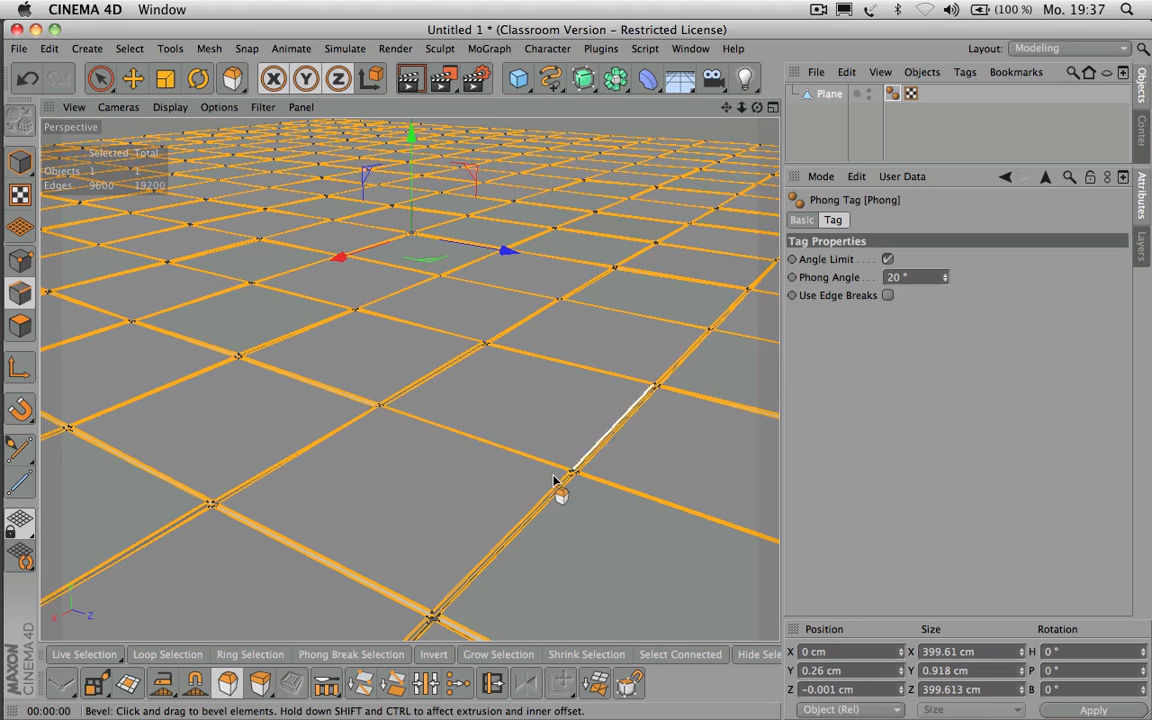 CINEMA 4D Window (100 %) Mo. 19:37
Untitled 1 * (Classroom Version - Restricted License)
File Edit Create Select Tools Mesh Snap Animate Simulate Render Sculpt MoGraph Character Plugins Script Window Help Layout: Modeling
X Y Z
File Edit View Objects Tags Bookmarks
Plane
View Cameras Display Options Filter Panel
Perspective
Selected Total
Objects 1 1
Edges 9600 19200
Mode Edit User Data
Phong Tag [Phong]
Basic Tag
Tag Properties
Angle Limit
Phong Angle 20 °
Use Edge Breaks
Objects
Attributes
Layers
X Z
Live Selection Loop Selection Ring Selection Phong Break Selection Invert Grow Selection Shrink Selection Select Connected Hide Sele
Position Size Rotation
X 0 cm X 399.61 cm H 0 °
Y 0.26 cm Y 0.918 cm P 0 °
Z -0.001 cm Z 399.613 cm B 0 °
Object (Rel) Size Apply
MAXON CINEMA 4D
00:00:00 Bevel: Click and drag to bevel elements. Hold down SHIFT and CTRL to affect extrusion and inner offset.